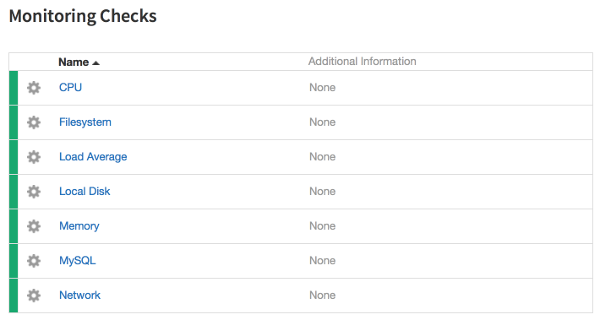 Monitoring Checks
Name Additional Information
CPU None
Filesystem None
Load Average None
Local Disk None
Memory None
MySQL None
Network None